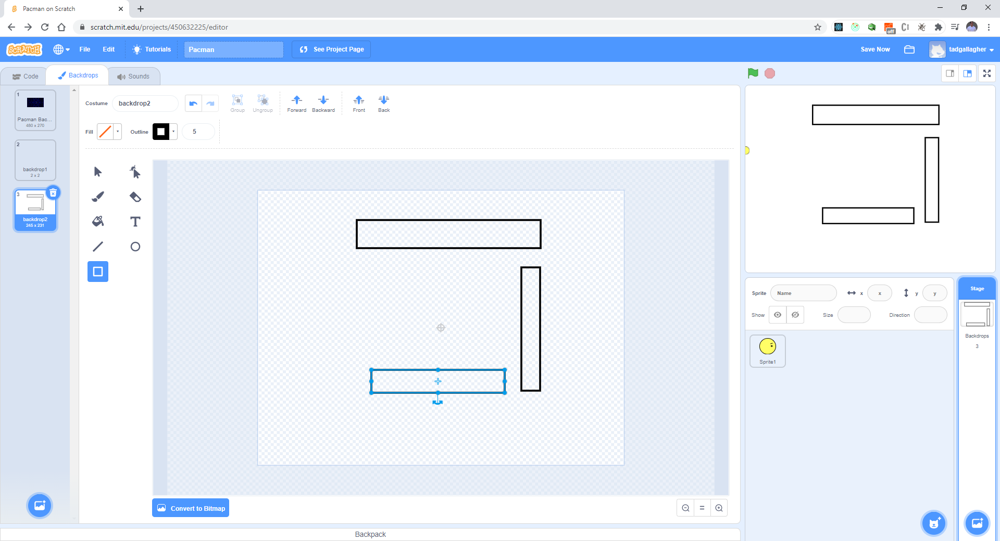 Pacman on Scratch
scratch.mit.edu/projects/450632225/editor
off
SCRATCH
File
Edit
Tutorials
Pacman
See Project Page
Save Now
tadgallagher
Code
Backdrops
Sounds
1
Pacman Bac...
480 x 270
2
backdrop1
2 x 2
3
backdrop2
245 x 231
Costume
backdrop2
Group
Ungroup
Forward
Backward
Front
Back
Fill
Outline
5
T
Convert to Bitmap
=
Backpack
Sprite
Name
x
x
y
y
Show
Size
Direction
Sprite1
Stage
Backdrops
3